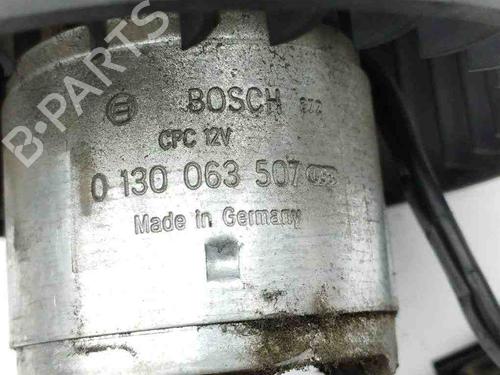 BOSCH
CPC 12V
0 130 063 507
Made in Germany
B-PARTS